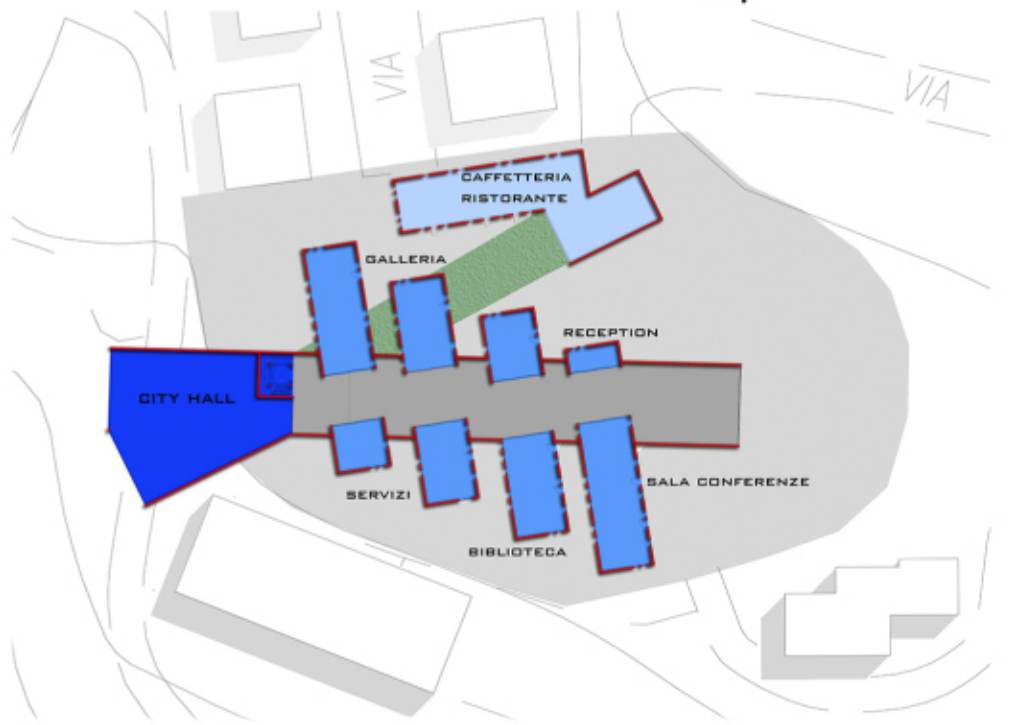 VIA
VIA
CAFFETTERIA
RISTORANTE
GALLERIA
RECEPTION
CITY HALL
SALA CONFERENZE
SERVIZI
BIBLIOTECA